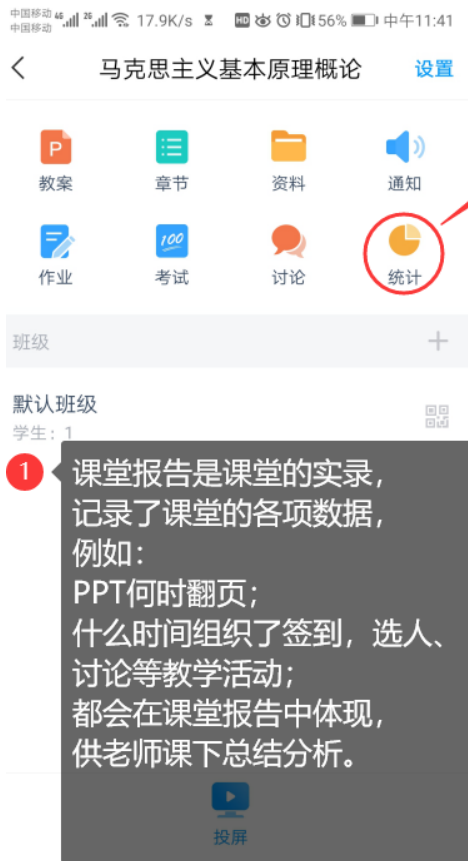 中国移动 4G 2G 17.9K/s HD 56% 中午11:41
中国移动
马克思主义基本原理概论 设置
P 100
教案 章节 资料 通知
作业 考试 讨论 统计
班级
默认班级
学生：1
1
课堂报告是课堂的实录，
记录了课堂的各项数据，
例如：
PPT何时翻页；
什么时间组织了签到，选人、
讨论等教学活动；
都会在课堂报告中体现，
供老师课下总结分析。
投屏